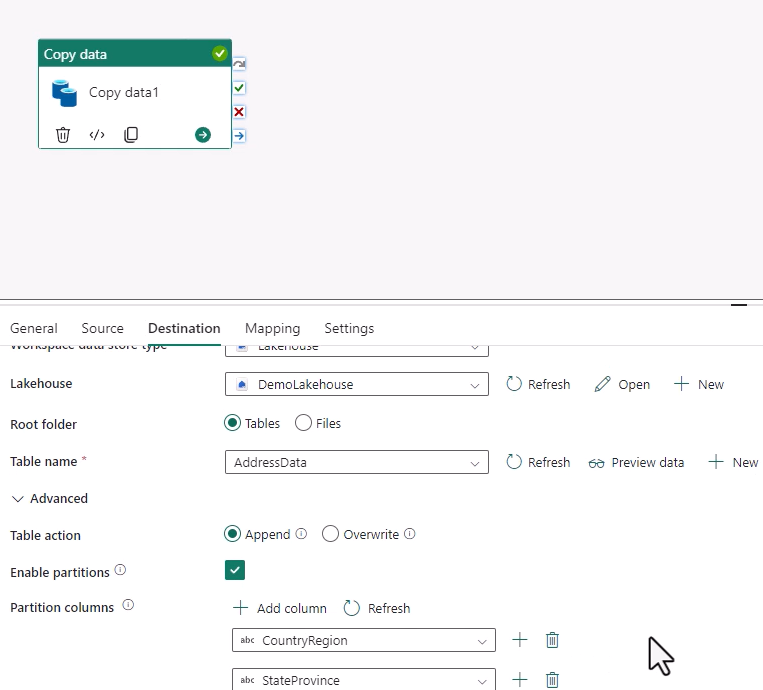 Copy data
Copy data1
General Source Destination Mapping Settings
Workspace data store type Lakehouse
Lakehouse DemoLakehouse Refresh Open New
Root folder Tables Files
Table name * AddressData Refresh Preview data New
Advanced
Table action Append Overwrite
Enable partitions
Partition columns Add column Refresh
abc CountryRegion
abc StateProvince